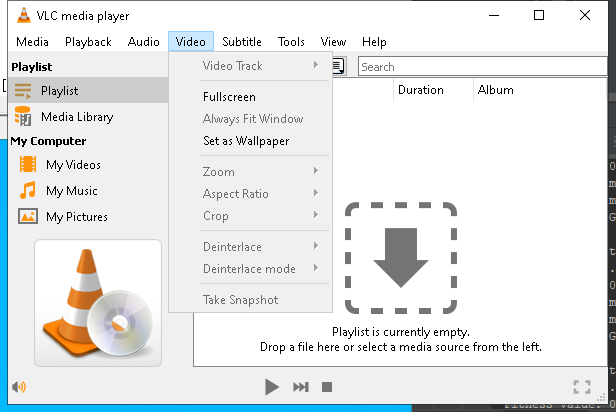 VLC media player
Media Playback Audio Video Subtitle Tools View Help
Playlist
Playlist
Media Library
My Computer
My Videos
My Music
My Pictures
Video Track
Fullscreen
Always Fit Window
Set as Wallpaper
Zoom
Aspect Ratio
Crop
Deinterlace
Deinterlace mode
Take Snapshot
Search
Duration Album
Playlist is currently empty.
Drop a file here or select a media source from the left.